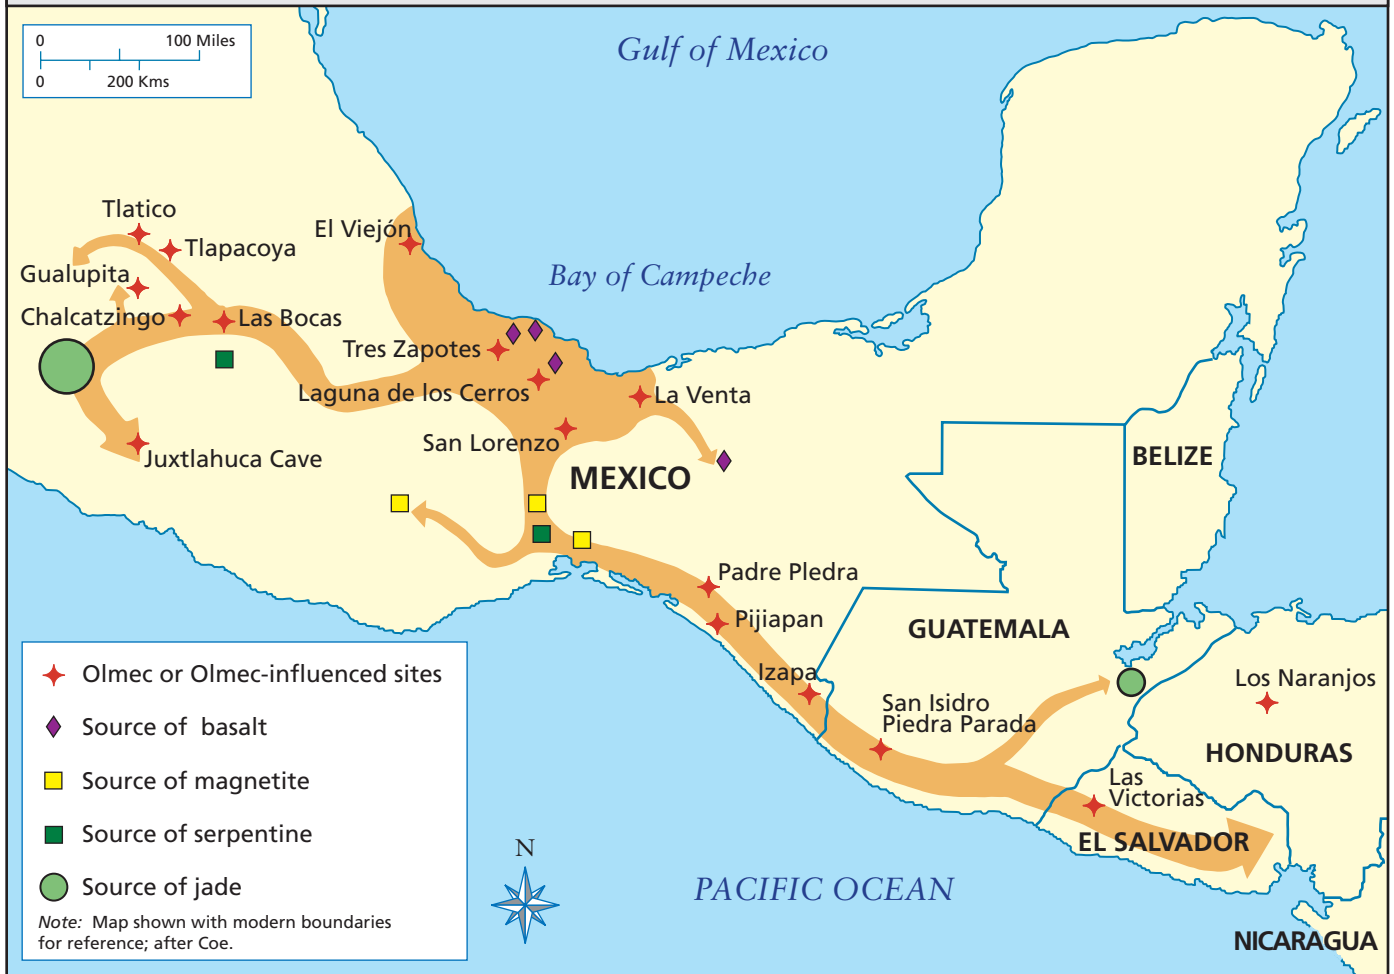 0 100 Miles
0 200 Kms
Gulf of Mexico
Tlatico
Tlapacoya
El Viejón
Gualupita
Bay of Campeche
Chalcatzingo
Las Bocas
Tres Zapotes
Laguna de los Cerros
La Venta
San Lorenzo
Juxtlahuca Cave
MEXICO
BELIZE
Padre Pledra
Pijiapan
GUATEMALA
Izapa
San Isidro
Piedra Parada
Los Naranjos
HONDURAS
Las
Victorias
EL SALVADOR
PACIFIC OCEAN
NICARAGUA
N
Olmec or Olmec-influenced sites
Source of basalt
Source of magnetite
Source of serpentine
Source of jade
Note: Map shown with modern boundaries
for reference; after Coe.